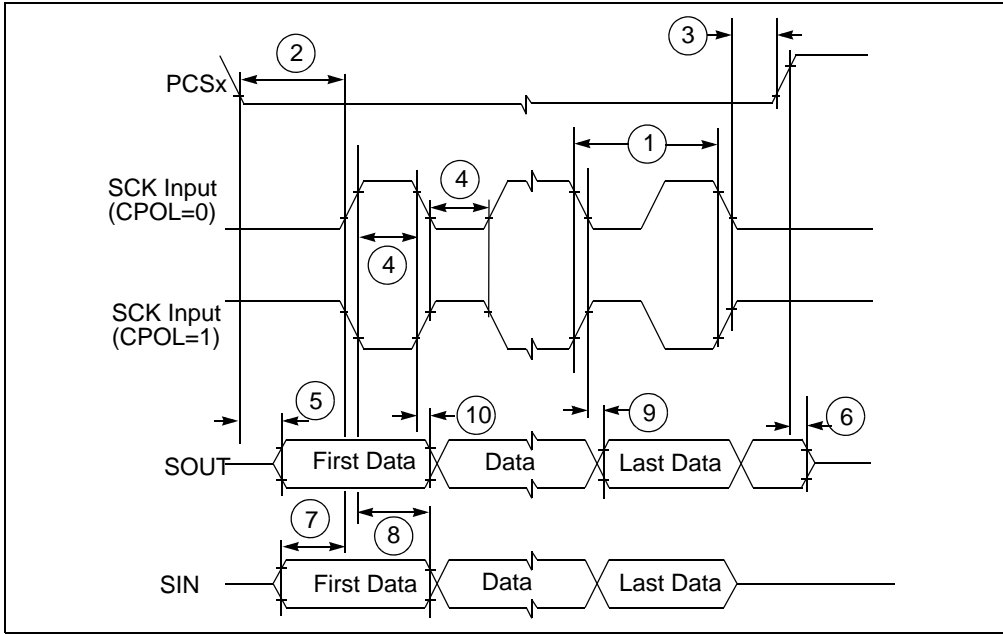 3
2
PCSx
1
SCK Input
(CPOL=0)
4
4
SCK Input
(CPOL=1)
5
10
9
6
SOUT
First Data
Data
Last Data
7
8
SIN
First Data
Data
Last Data